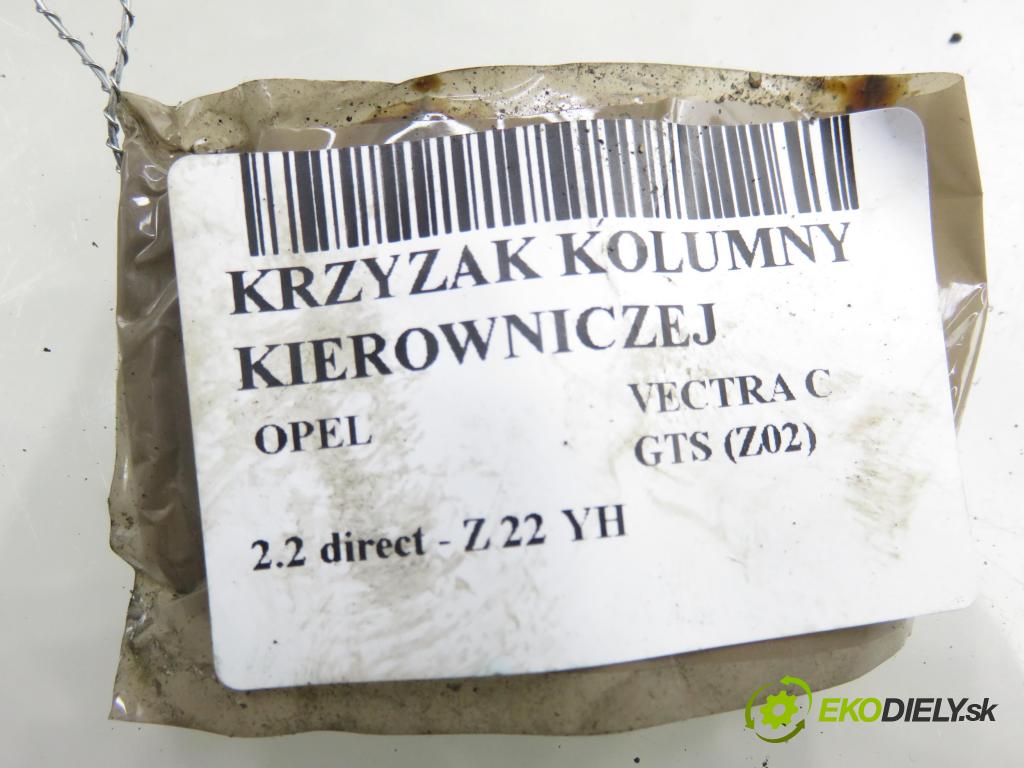 KRZYZAK KOLUMNY
KIEROWNICZEJ
OPEL
VECTRA C
GTS (Z02)
2.2 direct - Z 22 YH
EKODIELY.sk